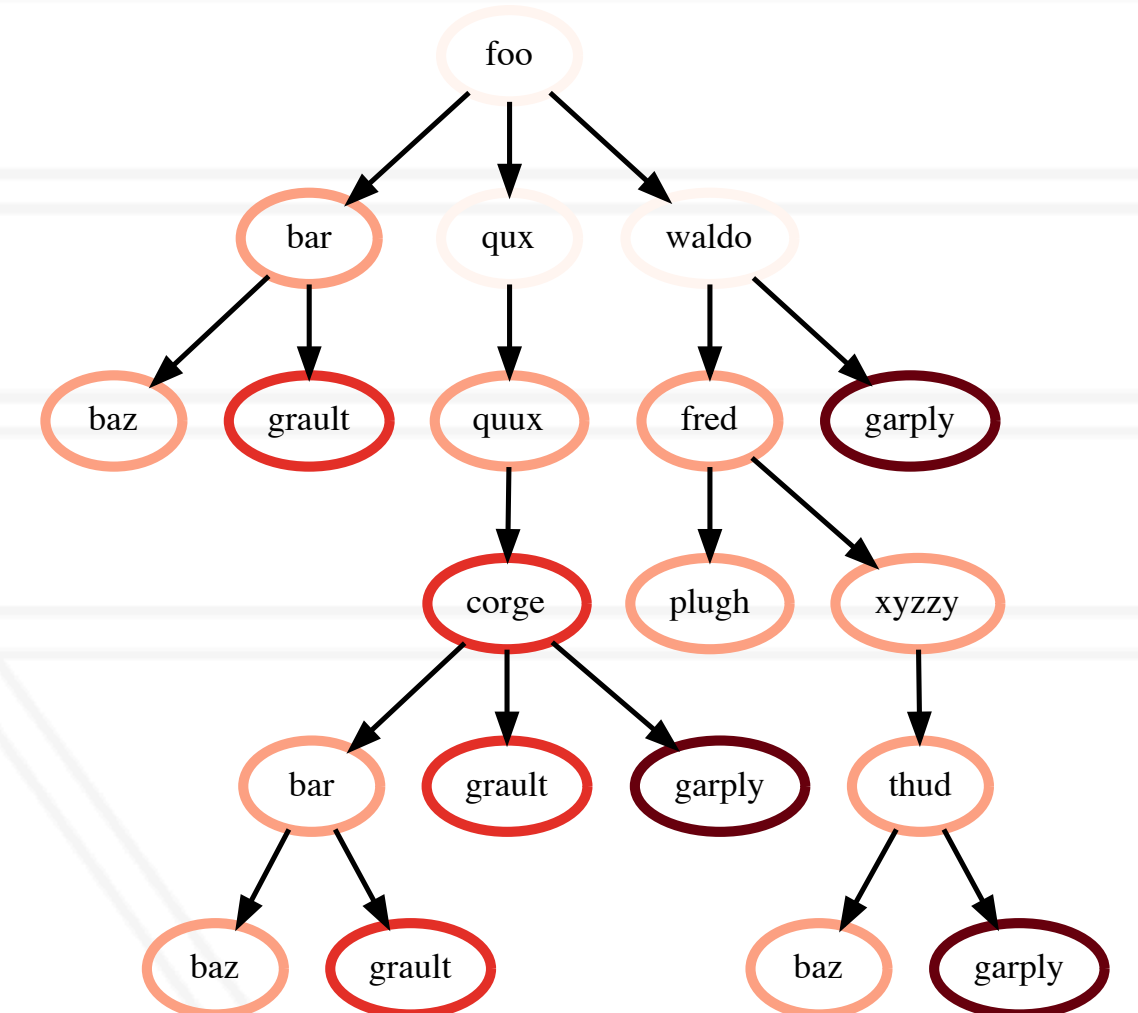 foo
bar
qux
waldo
baz
grault
quux
fred
garply
corge
plugh
xyzzy
bar
grault
garply
thud
baz
grault
baz
garply